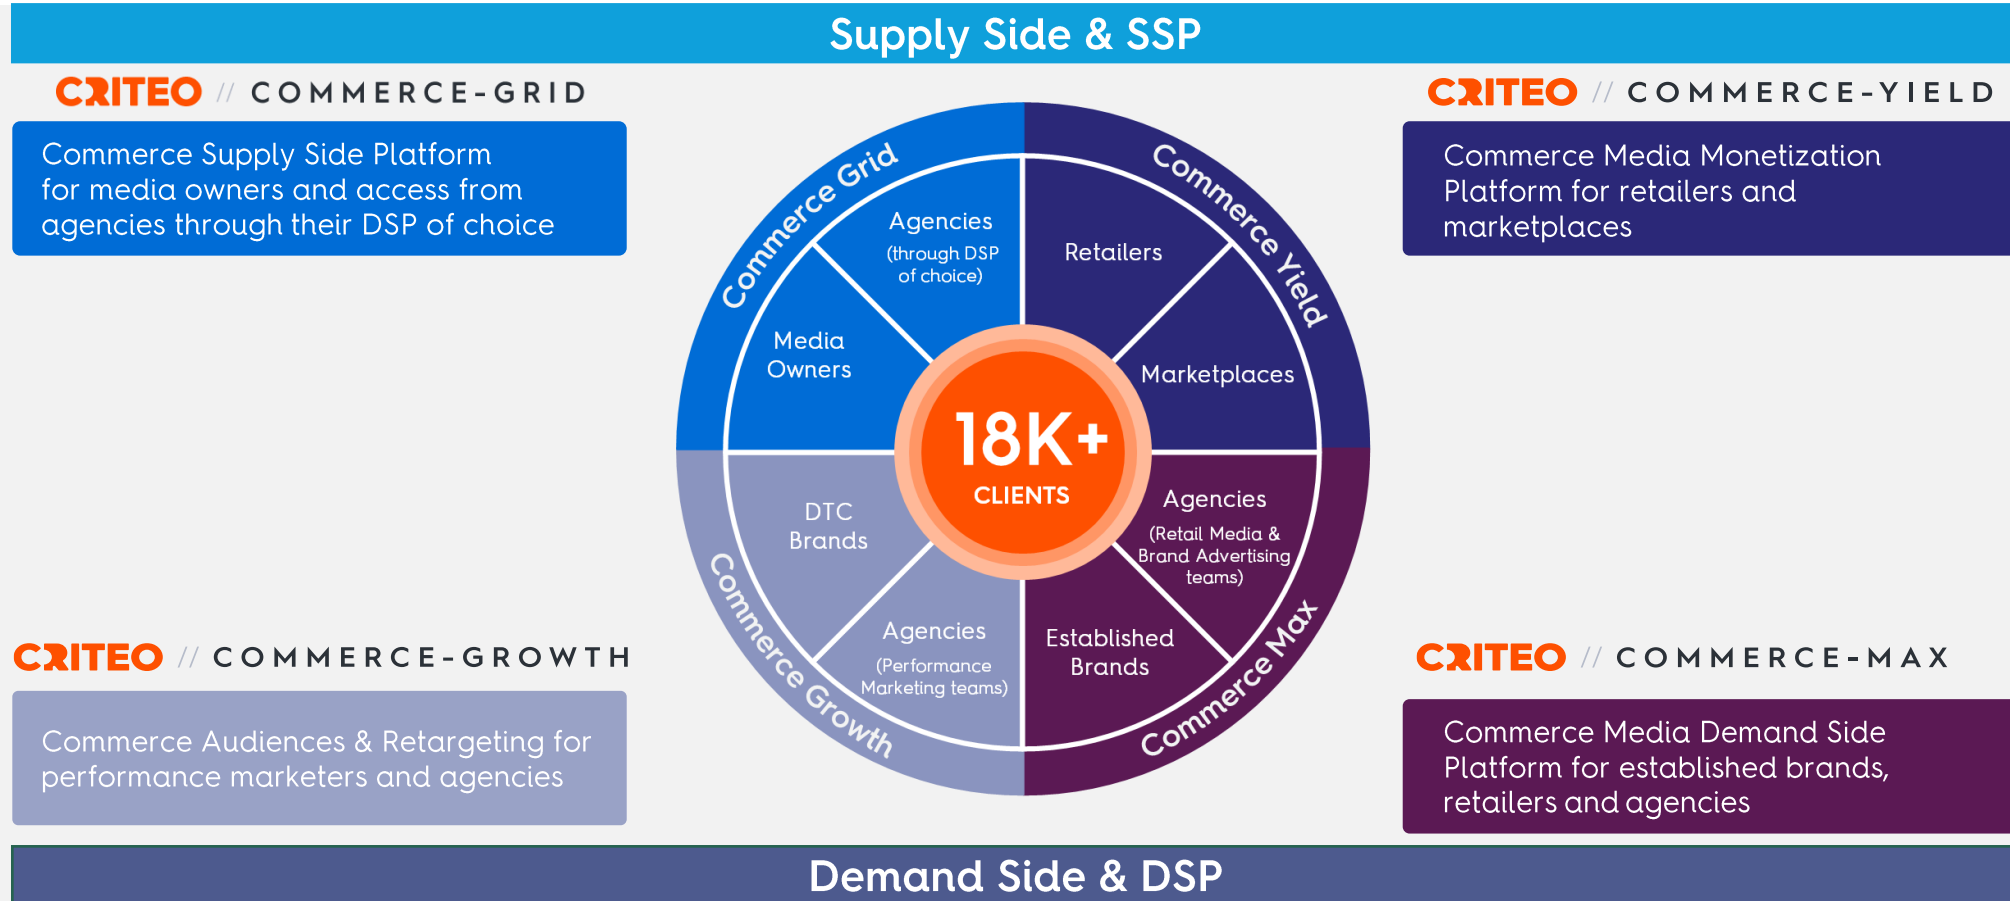 Supply Side & SSP
CRITEO // COMMERCE-GRID
Commerce Supply Side Platform
for media owners and access from
agencies through their DSP of choice
CRITEO // COMMERCE-YIELD
Commerce Media Monetization
Platform for retailers and
marketplaces
Commerce Grid
Agencies
(through DSP
of choice)
Media
Owners
Commerce Yield
Retailers
Marketplaces
18K+
CLIENTS
DTC
Brands
Agencies
(Performance
Marketing teams)
Commerce Growth
Agencies
(Retail Media &
Brand Advertising
teams)
Established
Brands
Commerce Max
CRITEO // COMMERCE-GROWTH
Commerce Audiences & Retargeting for
performance marketers and agencies
CRITEO // COMMERCE-MAX
Commerce Media Demand Side
Platform for established brands,
retailers and agencies
Demand Side & DSP